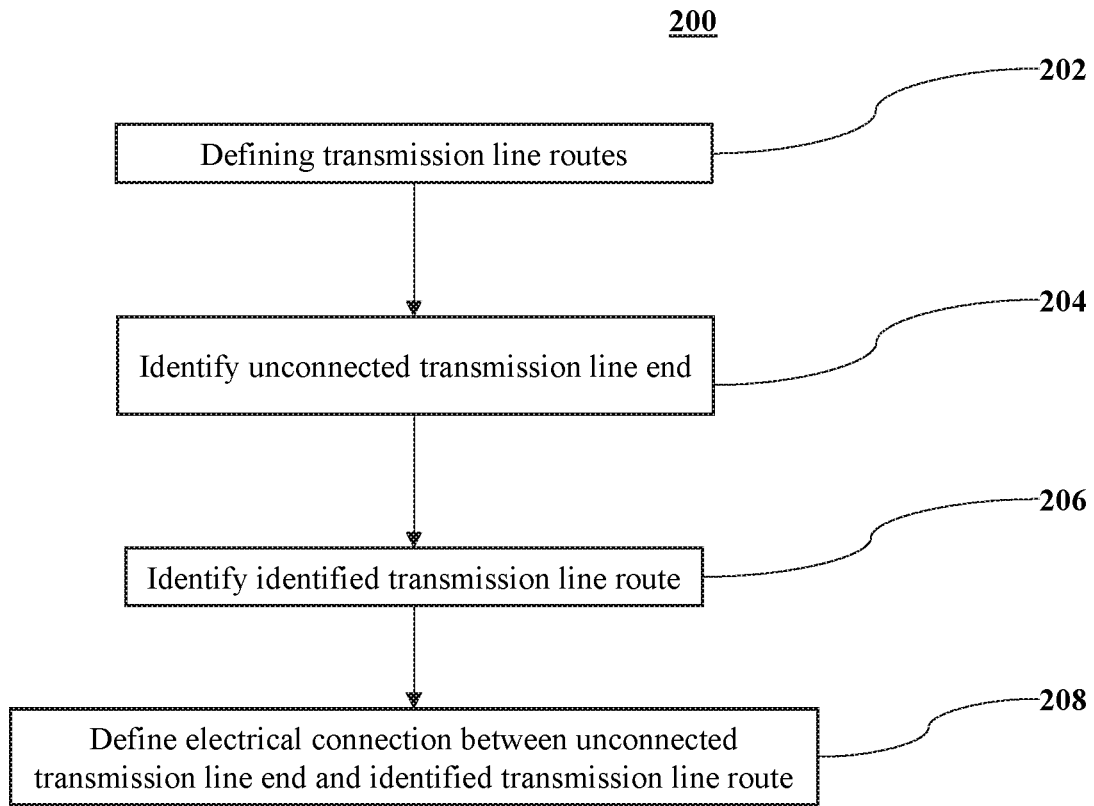 200
202
Defining transmission line routes
204
Identify unconnected transmission line end
206
Identify identified transmission line route
208
Define electrical connection between unconnected
transmission line end and identified transmission line route